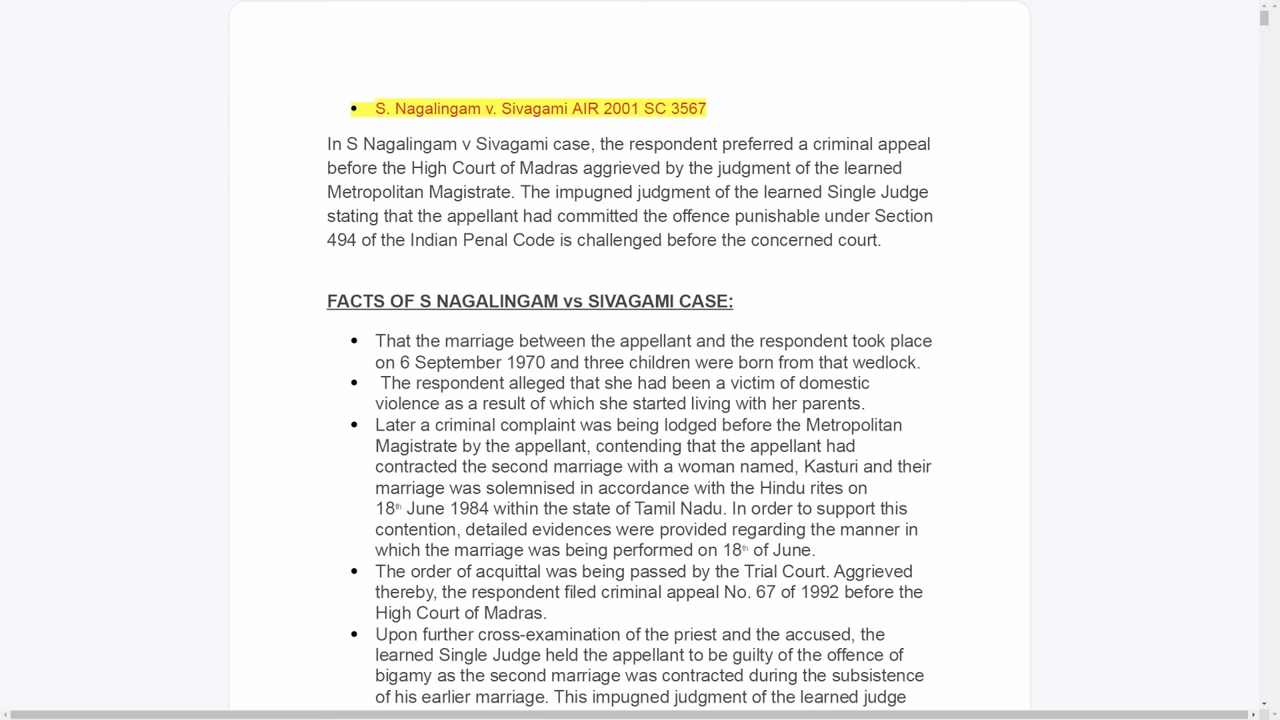 • S. Nagalingam v. Sivagami AIR 2001 SC 3567
In S Nagalingam v Sivagami case, the respondent preferred a criminal appeal
before the High Court of Madras aggrieved by the judgment of the learned
Metropolitan Magistrate. The impugned judgment of the learned Single Judge
stating that the appellant had committed the offence punishable under Section
494 of the Indian Penal Code is challenged before the concerned court.
FACTS OF S NAGALINGAM vs SIVAGAMI CASE:
• That the marriage between the appellant and the respondent took place
on 6 September 1970 and three children were born from that wedlock.
• The respondent alleged that she had been a victim of domestic
violence as a result of which she started living with her parents.
• Later a criminal complaint was being lodged before the Metropolitan
Magistrate by the appellant, contending that the appellant had
contracted the second marriage with a woman named, Kasturi and their
marriage was solemnised in accordance with the Hindu rites on
18th June 1984 within the state of Tamil Nadu. In order to support this
contention, detailed evidences were provided regarding the manner in
which the marriage was being performed on 18th of June.
• The order of acquittal was being passed by the Trial Court. Aggrieved
thereby, the respondent filed criminal appeal No. 67 of 1992 before the
High Court of Madras.
• Upon further cross-examination of the priest and the accused, the
learned Single Judge held the appellant to be guilty of the offence of
bigamy as the second marriage was contracted during the subsistence
of his earlier marriage. This impugned judgment of the learned judge